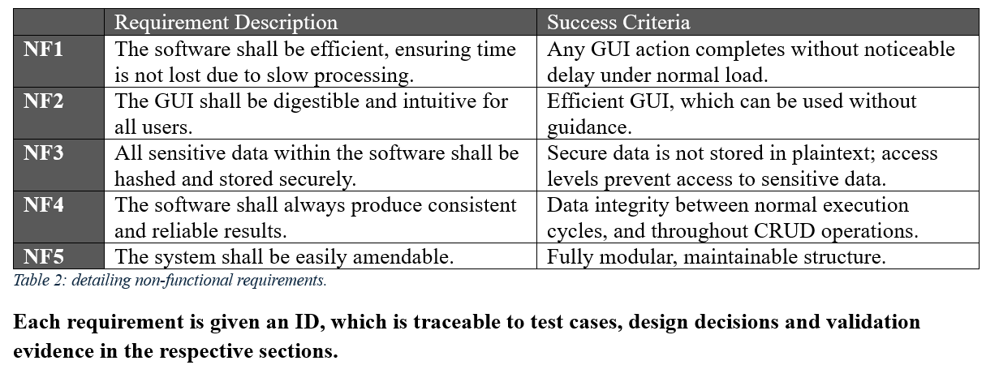 Requirement Description Success Criteria
NF1 The software shall be efficient, ensuring time Any GUI action completes without noticeable
is not lost due to slow processing. delay under normal load.
NF2 The GUI shall be digestible and intuitive for Efficient GUI, which can be used without
all users. guidance.
NF3 All sensitive data within the software shall be Secure data is not stored in plaintext; access
hashed and stored securely. levels prevent access to sensitive data.
NF4 The software shall always produce consistent Data integrity between normal execution
and reliable results. cycles, and throughout CRUD operations.
NF5 The system shall be easily amendable. Fully modular, maintainable structure.
Table 2: detailing non-functional requirements.
Each requirement is given an ID, which is traceable to test cases, design decisions and validation
evidence in the respective sections.